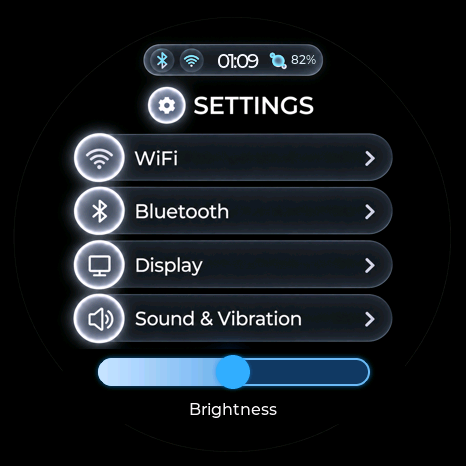 01:09 82%
SETTINGS
WiFi
Bluetooth
Display
Sound & Vibration
Brightness